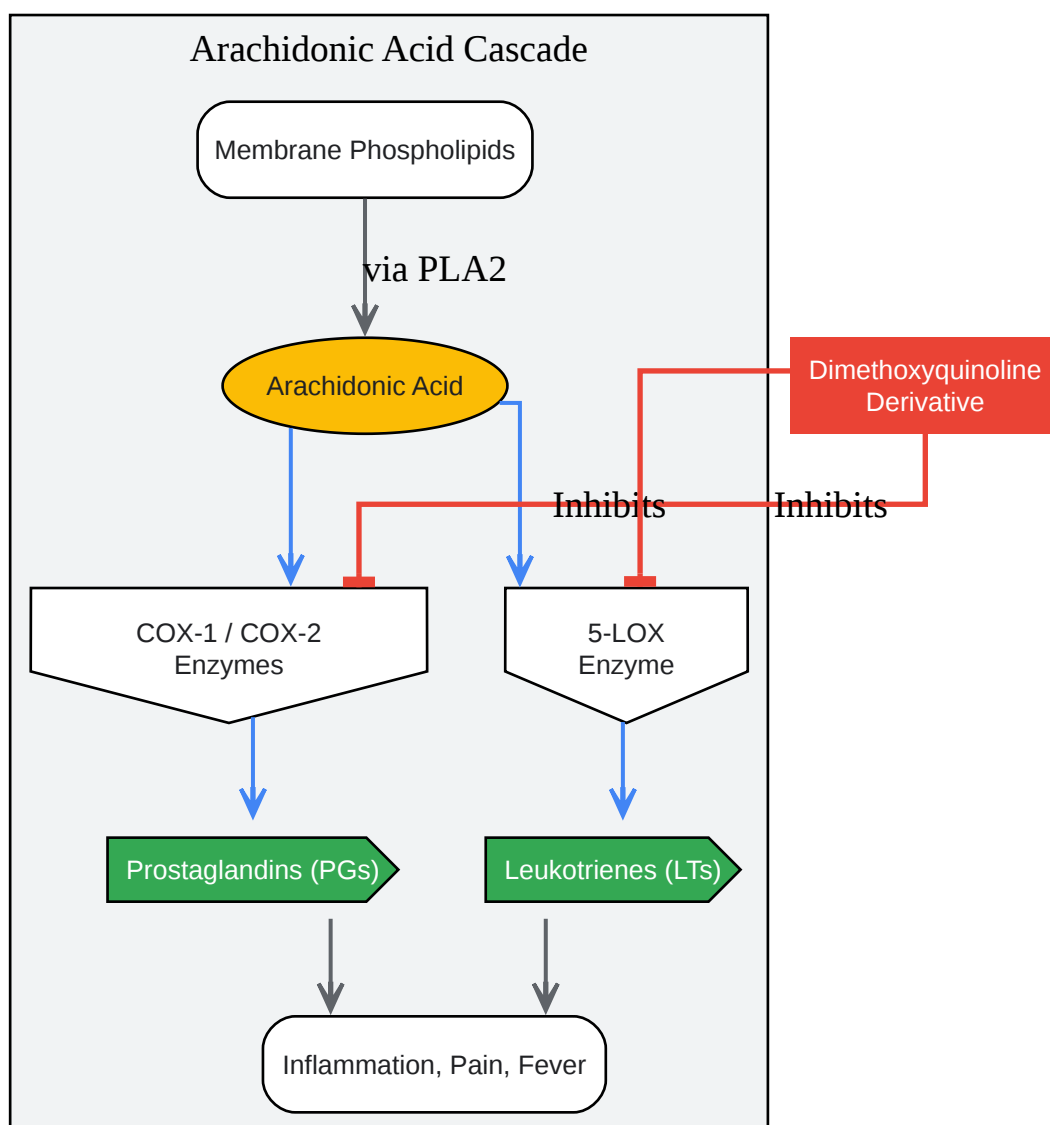 Arachidonic Acid Cascade
Membrane Phospholipids
via PLA2
Arachidonic Acid
Dimethoxyquinoline
Derivative
Inhibits
Inhibits
COX-1 / COX-2
Enzymes
5-LOX
Enzyme
Prostaglandins (PGs)
Leukotrienes (LTs)
Inflammation, Pain, Fever